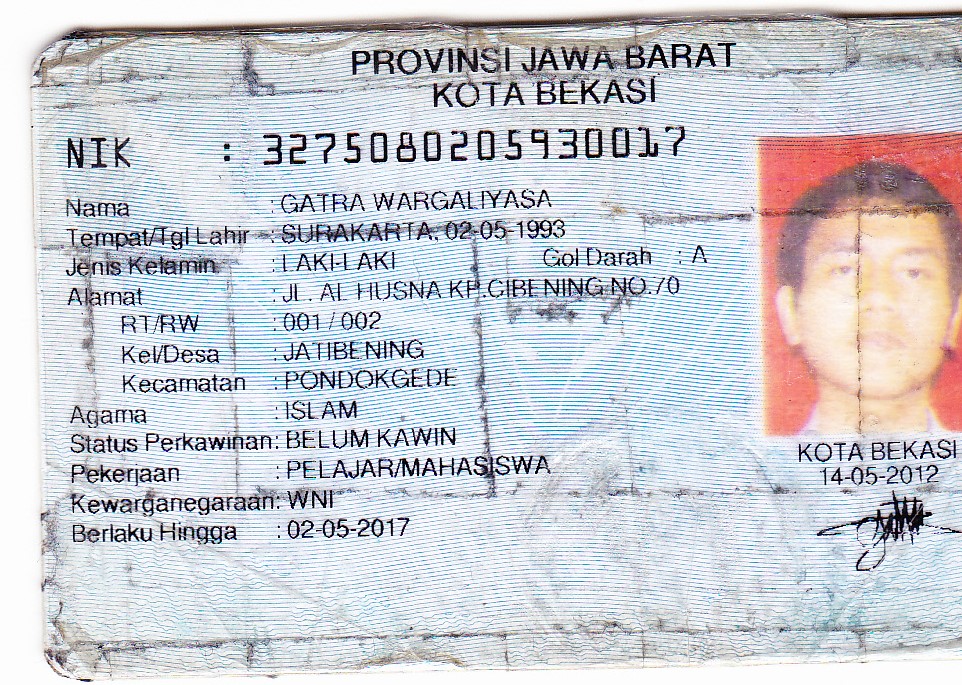 PROVINSI JAWA BARAT
KOTA BEKASI
NIK : 3275080205930017
Nama : GATRA WARGALIYASA
Tempat/Tgl Lahir : SURAKARTA, 02-05-1993
Jenis Kelamin : LAKI-LAKI Gol Darah : A
Alamat : JL. AL HUSNA KP.CIBENING NO.70
RT/RW : 001 / 002
Kel/Desa : JATIBENING
Kecamatan : PONDOKGEDE
Agama : ISLAM
Status Perkawinan: BELUM KAWIN
Pekerjaan : PELAJAR/MAHASISWA
Kewarganegaraan: WNI
Berlaku Hingga : 02-05-2017
KOTA BEKASI
14-05-2012